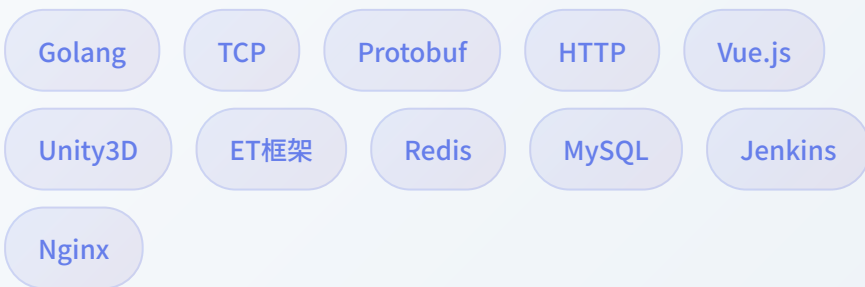 Golang TCP Protobuf HTTP Vue.js
Unity3D ET框架 Redis MySQL Jenkins
Nginx